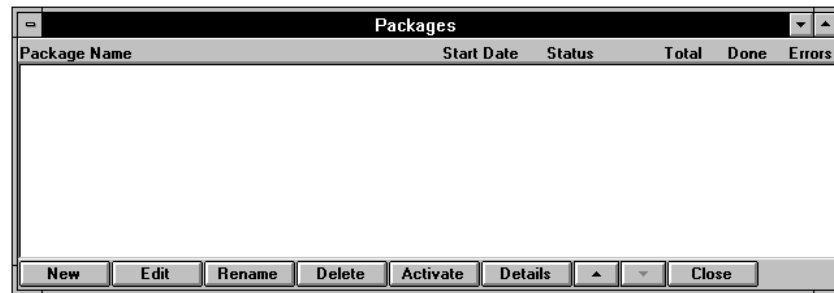 Packages
Package Name Start Date Status Total Done Errors
New Edit Rename Delete Activate Details Close